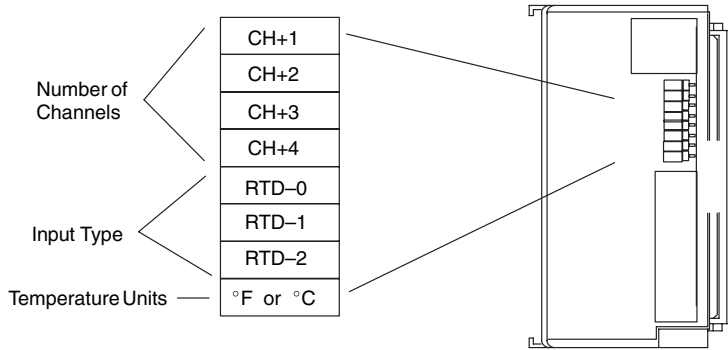 CH+1
CH+2
CH+3
CH+4
RTD–0
RTD–1
RTD–2
°F or °C
Number of
Channels
Input Type
Temperature Units